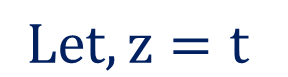 Let, z = t